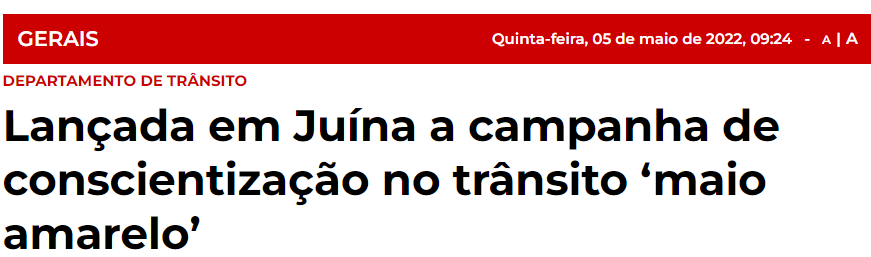 GERAIS
Quinta-feira, 05 de maio de 2022, 09:24 - A | A
DEPARTAMENTO DE TRÂNSITO
Lançada em Juína a campanha de
conscientização no trânsito ‘maio
amarelo’